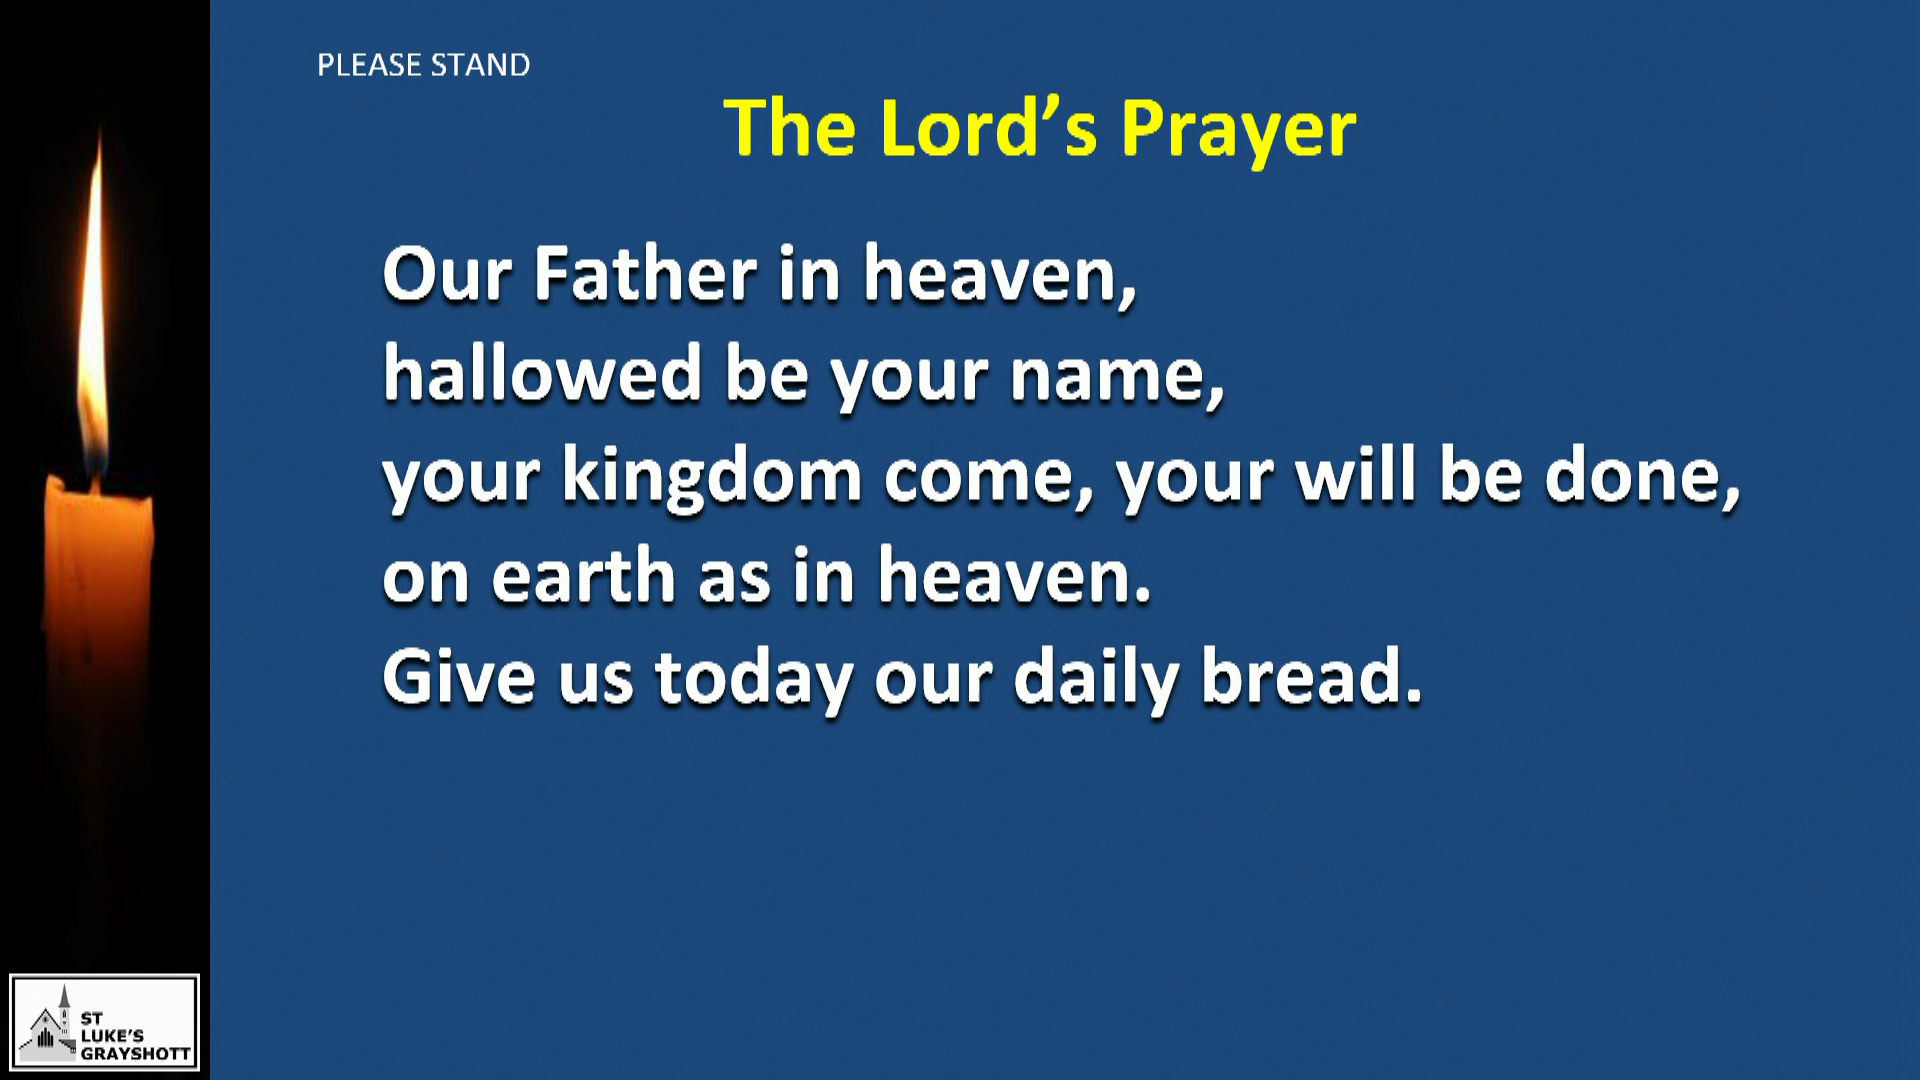 PLEASE STAND
The Lord’s Prayer
Our Father in heaven,
hallowed be your name,
your kingdom come, your will be done,
on earth as in heaven.
Give us today our daily bread.
ST
LUKE’S
GRAYSHOTT